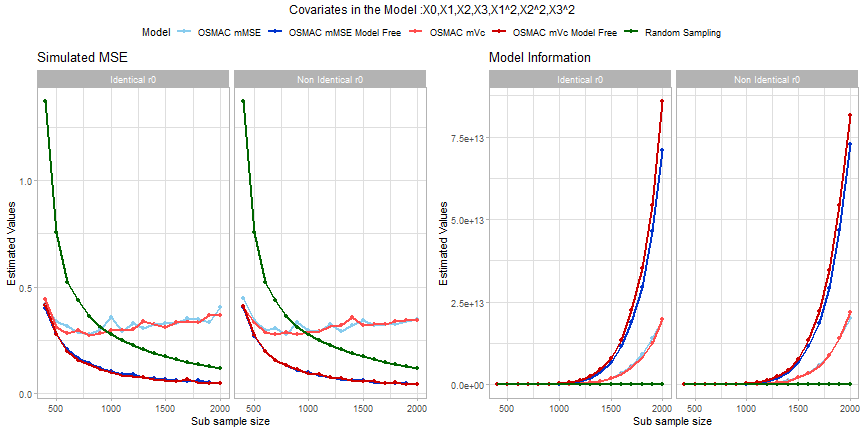 Covariates in the Model :X0,X1,X2,X3,X1^2,X2^2,X3^2
Model OSMAC mMSE OSMAC mMSE Model Free OSMAC mVc OSMAC mVc Model Free Random Sampling
Simulated MSE
Identical r0 Non Identical r0
Estimated Values
1.0
0.5
0.0
500 1000 1500 2000 500 1000 1500 2000
Sub sample size
Model Information
Identical r0 Non Identical r0
Estimated Values
7.5e+13
5.0e+13
2.5e+13
0.0e+00
500 1000 1500 2000 500 1000 1500 2000
Sub sample size